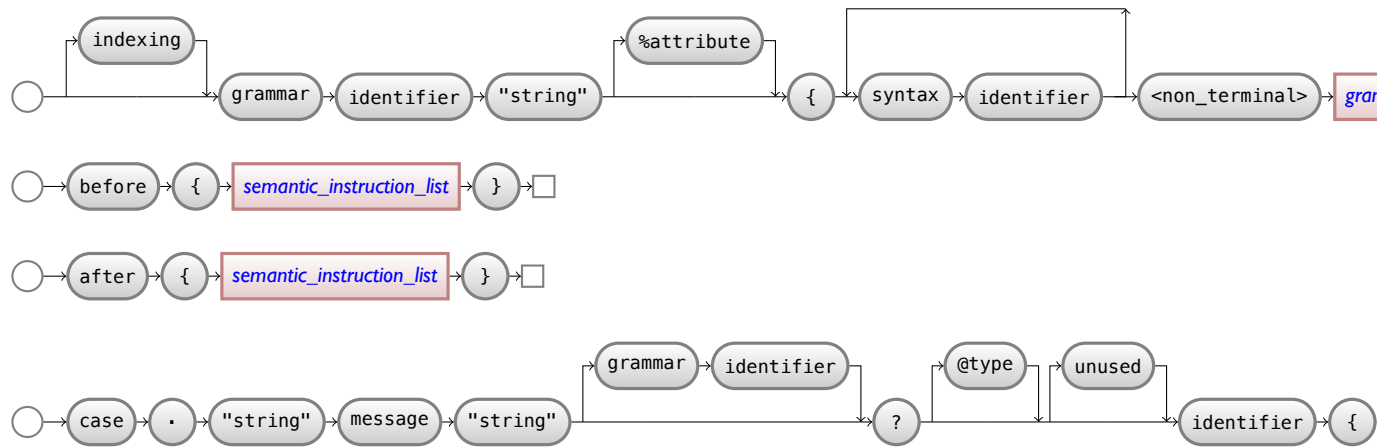 indexing %attribute
grammar identifier "string" { syntax identifier <non_terminal>
before { semantic_instruction_list }
after { semantic_instruction_list }
grammar identifier @type unused
case . "string" message "string" ? identifier {